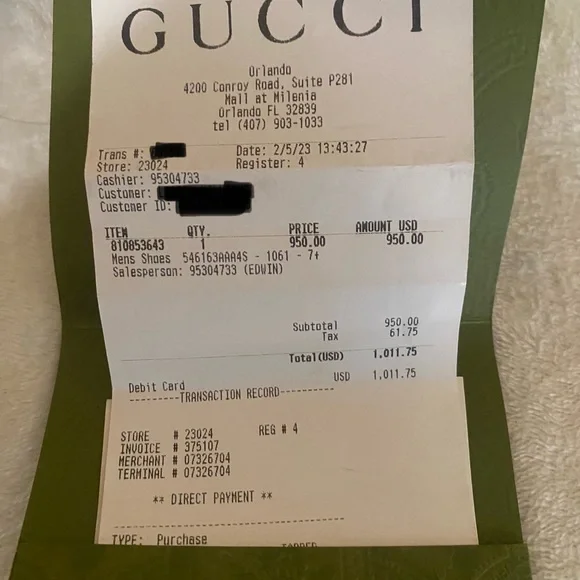 GUCCI
Orlando
4200 Conroy Road, Suite P281
Mall at Milenia
Orlando FL 32839
tel (407) 903-1033
Trans #: Date: 2/5/23 13:43:27
Store: 23024 Register: 4
Cashier: 95304733
Customer:
Customer ID:
ITEM QTY. PRICE AMOUNT USD
810853643 1 950.00 950.00
Mens Shoes 546163AAA4S - 1061 - 7+
Salesperson: 95304733 (EDWIN)
Subtotal 950.00
Tax 61.75
Total(USD) 1,011.75
Debit Card USD 1,011.75
---------TRANSACTION RECORD----------
STORE # 23024 REG # 4
INVOICE # 375107
MERCHANT # 07326704
TERMINAL # 07326704
** DIRECT PAYMENT **
-----------------------------------
TYPE: Purchase